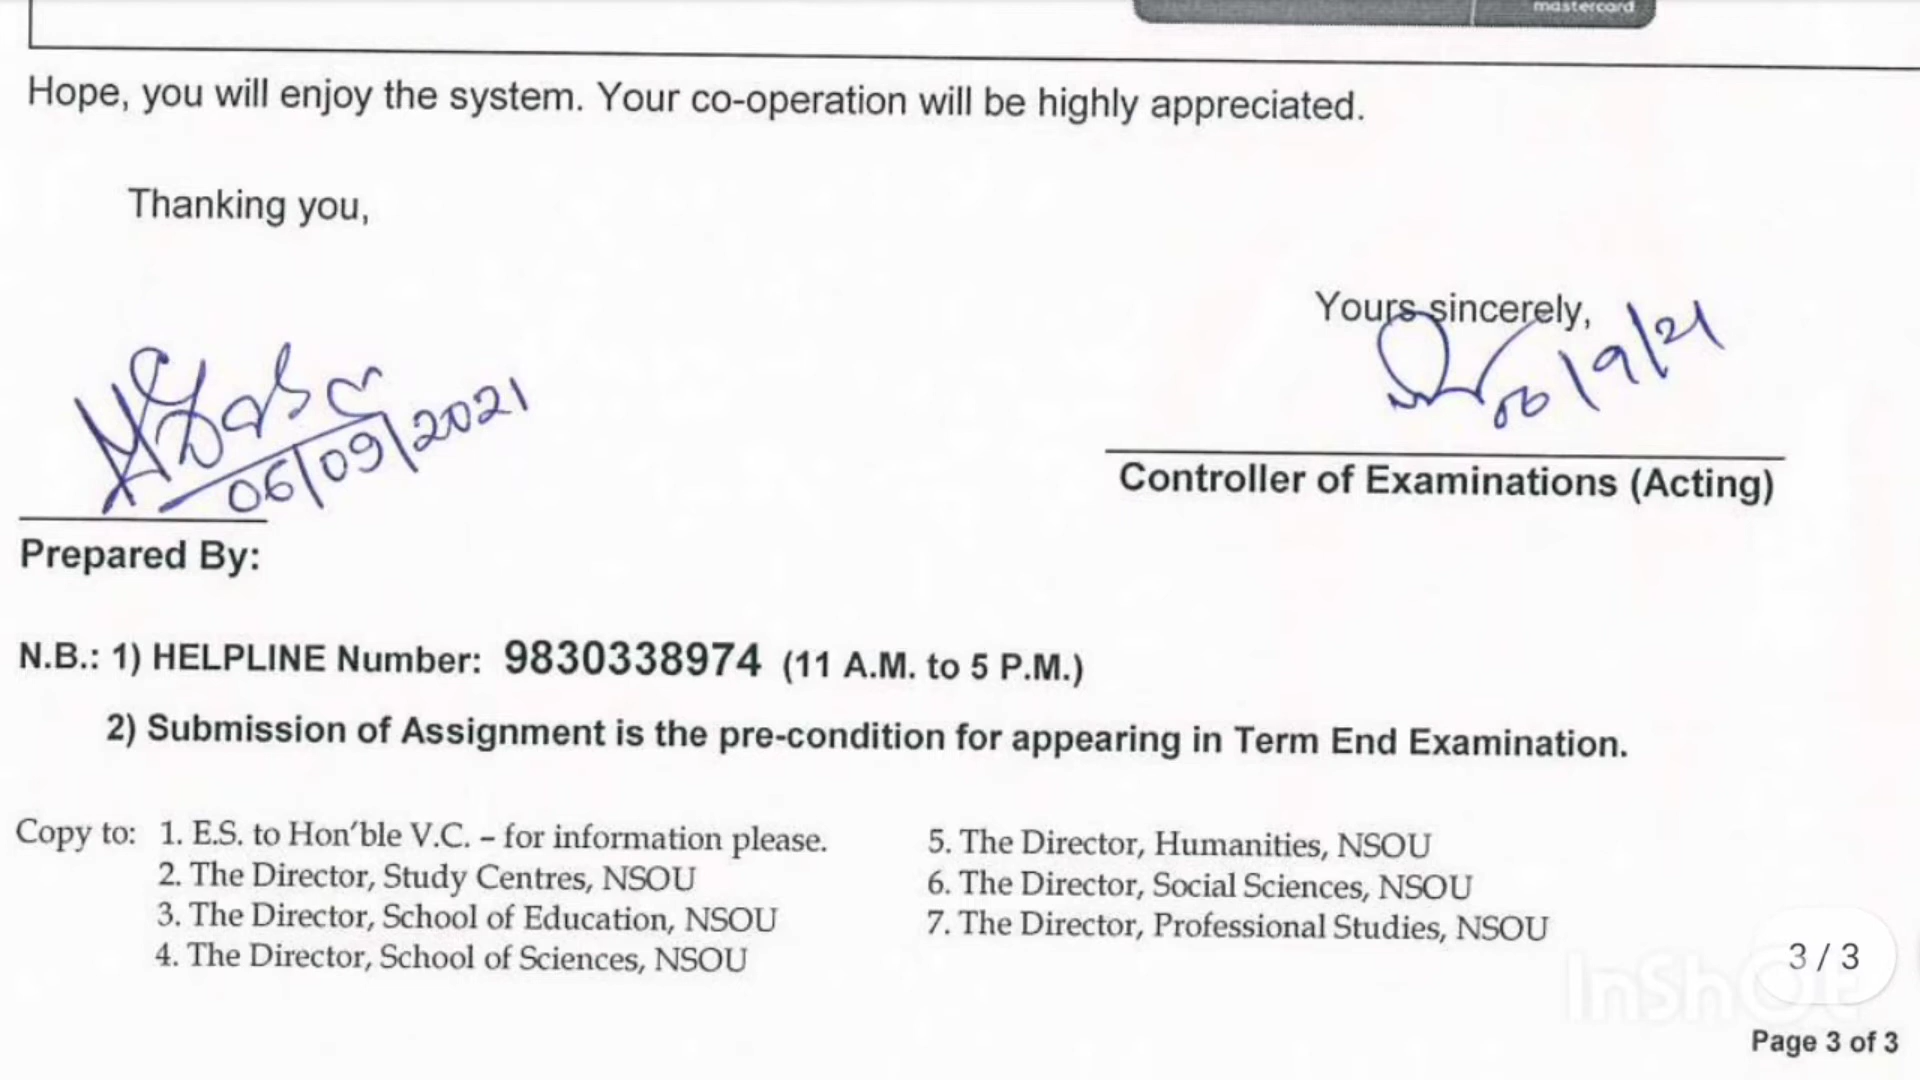 mastercard
Hope, you will enjoy the system. Your co-operation will be highly appreciated.
Thanking you,
Yours sincerely,
06/9/21
06/09/2021
Controller of Examinations (Acting)
Prepared By:
N.B.: 1) HELPLINE Number: 9830338974 (11 A.M. to 5 P.M.)
2) Submission of Assignment is the pre-condition for appearing in Term End Examination.
Copy to: 1. E.S. to Hon'ble V.C. – for information please.
2. The Director, Study Centres, NSOU
3. The Director, School of Education, NSOU
4. The Director, School of Sciences, NSOU
5. The Director, Humanities, NSOU
6. The Director, Social Sciences, NSOU
7. The Director, Professional Studies, NSOU
3 / 3
InShOt
Page 3 of 3